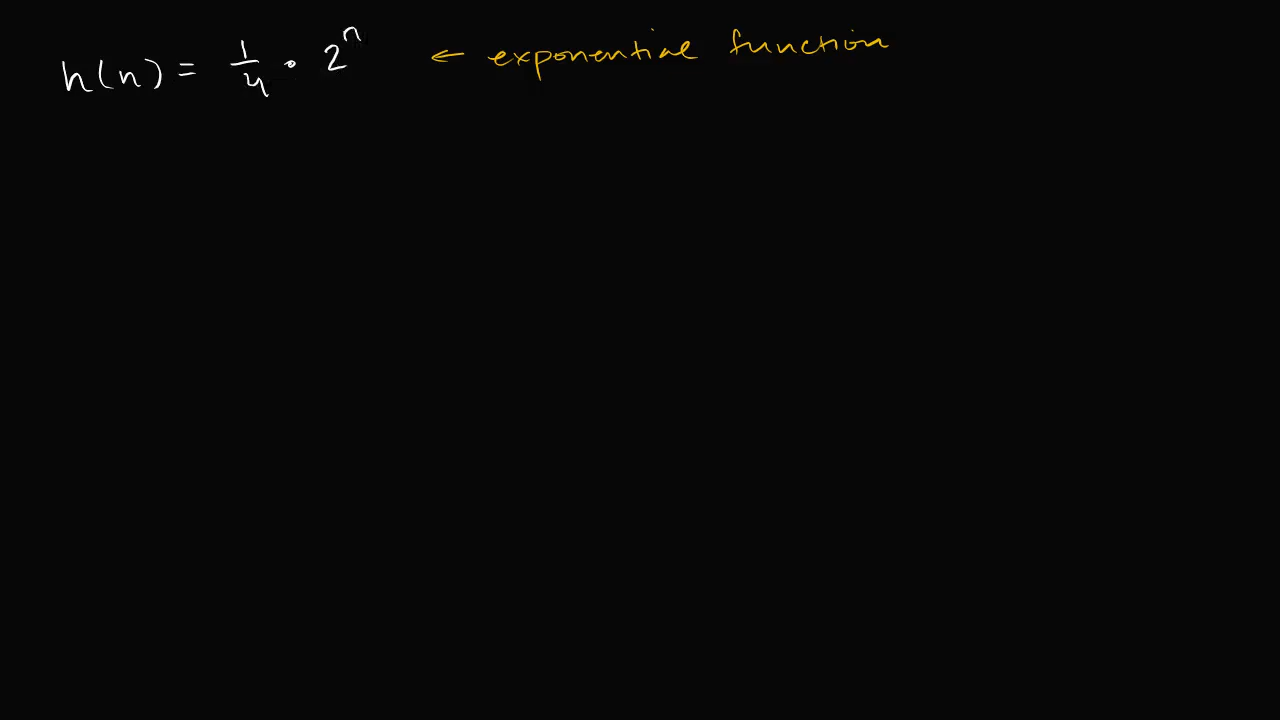 h(n) = 1/4 · 2^n ← exponential function